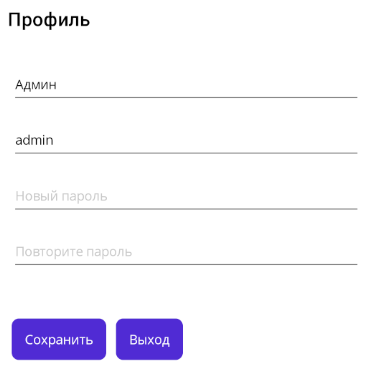 Профиль
Админ
admin
Новый пароль
Повторите пароль
Сохранить
Выход